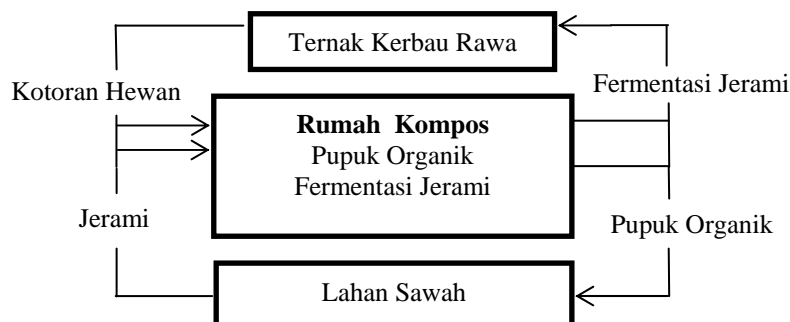 Ternak Kerbau Rawa
Kotoran Hewan
Fermentasi Jerami
Rumah Kompos
Pupuk Organik
Fermentasi Jerami
Jerami
Pupuk Organik
Lahan Sawah